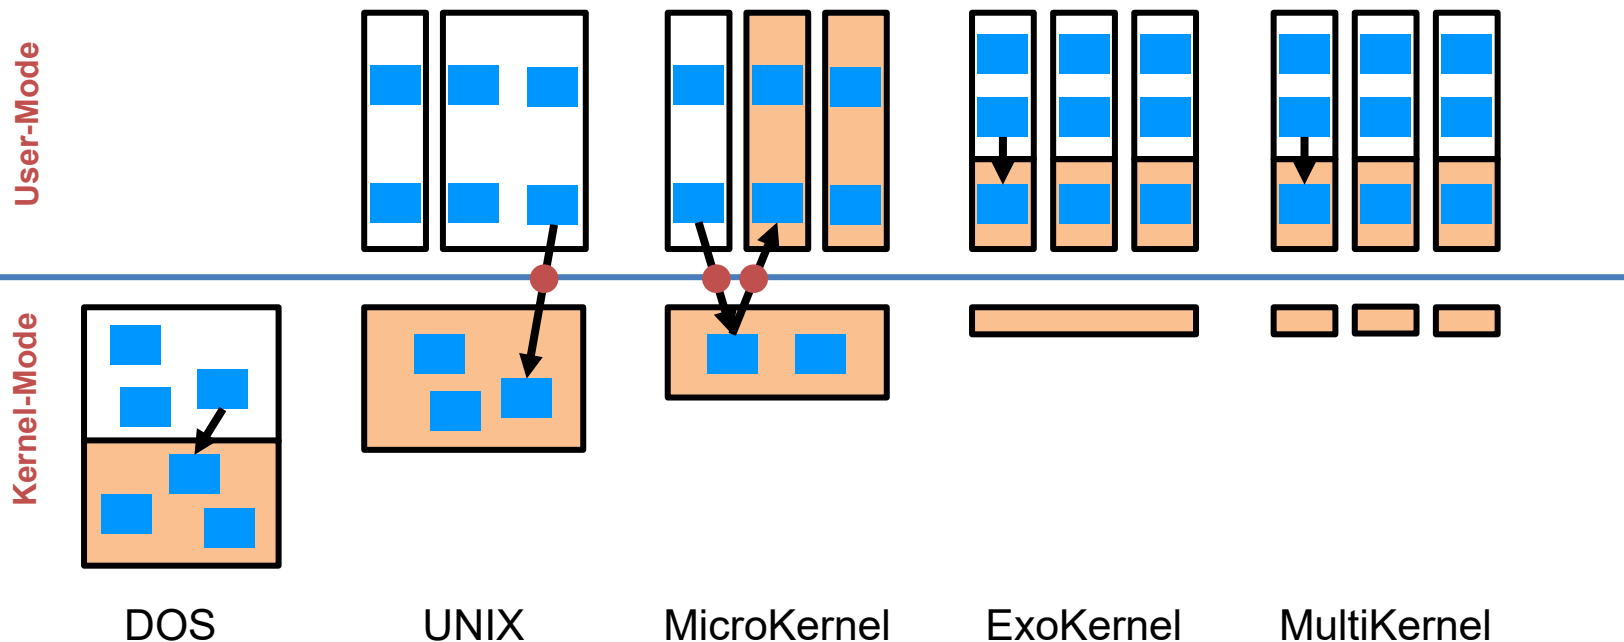 User-Mode
Kernel-Mode
DOS
UNIX
MicroKernel
ExoKernel
MultiKernel